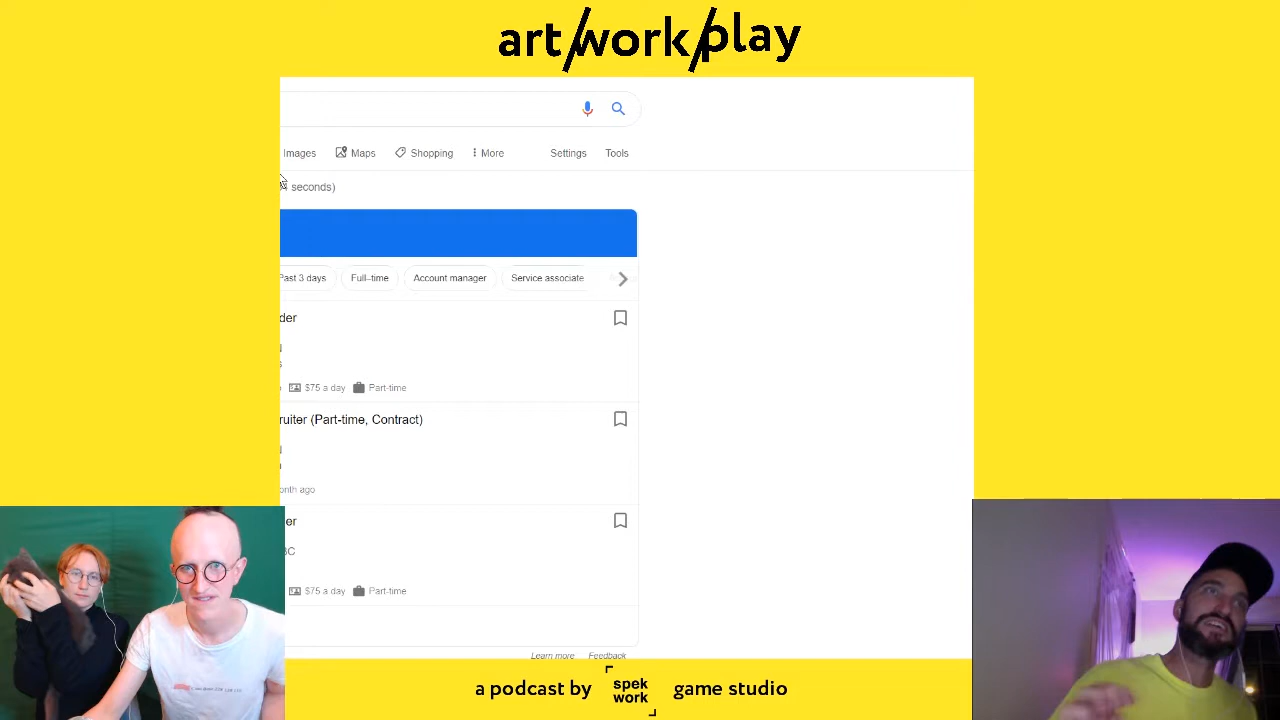 art/work/play
Images Maps Shopping More Settings Tools
seconds)
Past 3 days Full-time Account manager Service associate
der
$75 a day Part-time
ruiter (Part-time, Contract)
onth ago
er
BC
$75 a day Part-time
Learn more Feedback
a podcast by spek work game studio